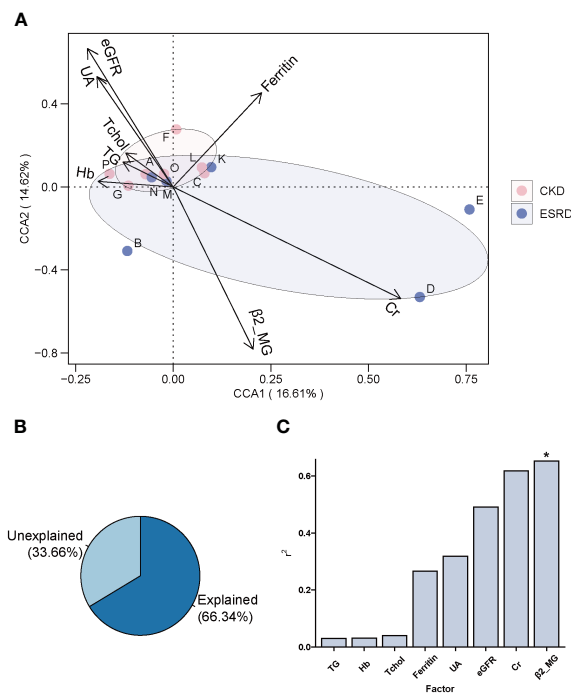 A
eGFR
UA
Ferritin
Tchol
TG
Hb
F
P
A
O
L
K
C
G
N
M
B
E
D
Cr
β2_MG
CKD
ESRD
0.4
0.0
−0.4
−0.8
CCA2 ( 14.62% )
−0.25
0.00
0.25
0.50
0.75
CCA1 ( 16.61% )
B
Unexplained
(33.66%)
Explained
(66.34%)
C
*
0.6
0.4
0.2
0.0
r²
TG
Hb
Tchol
Ferritin
UA
eGFR
Cr
β2_MG
Factor